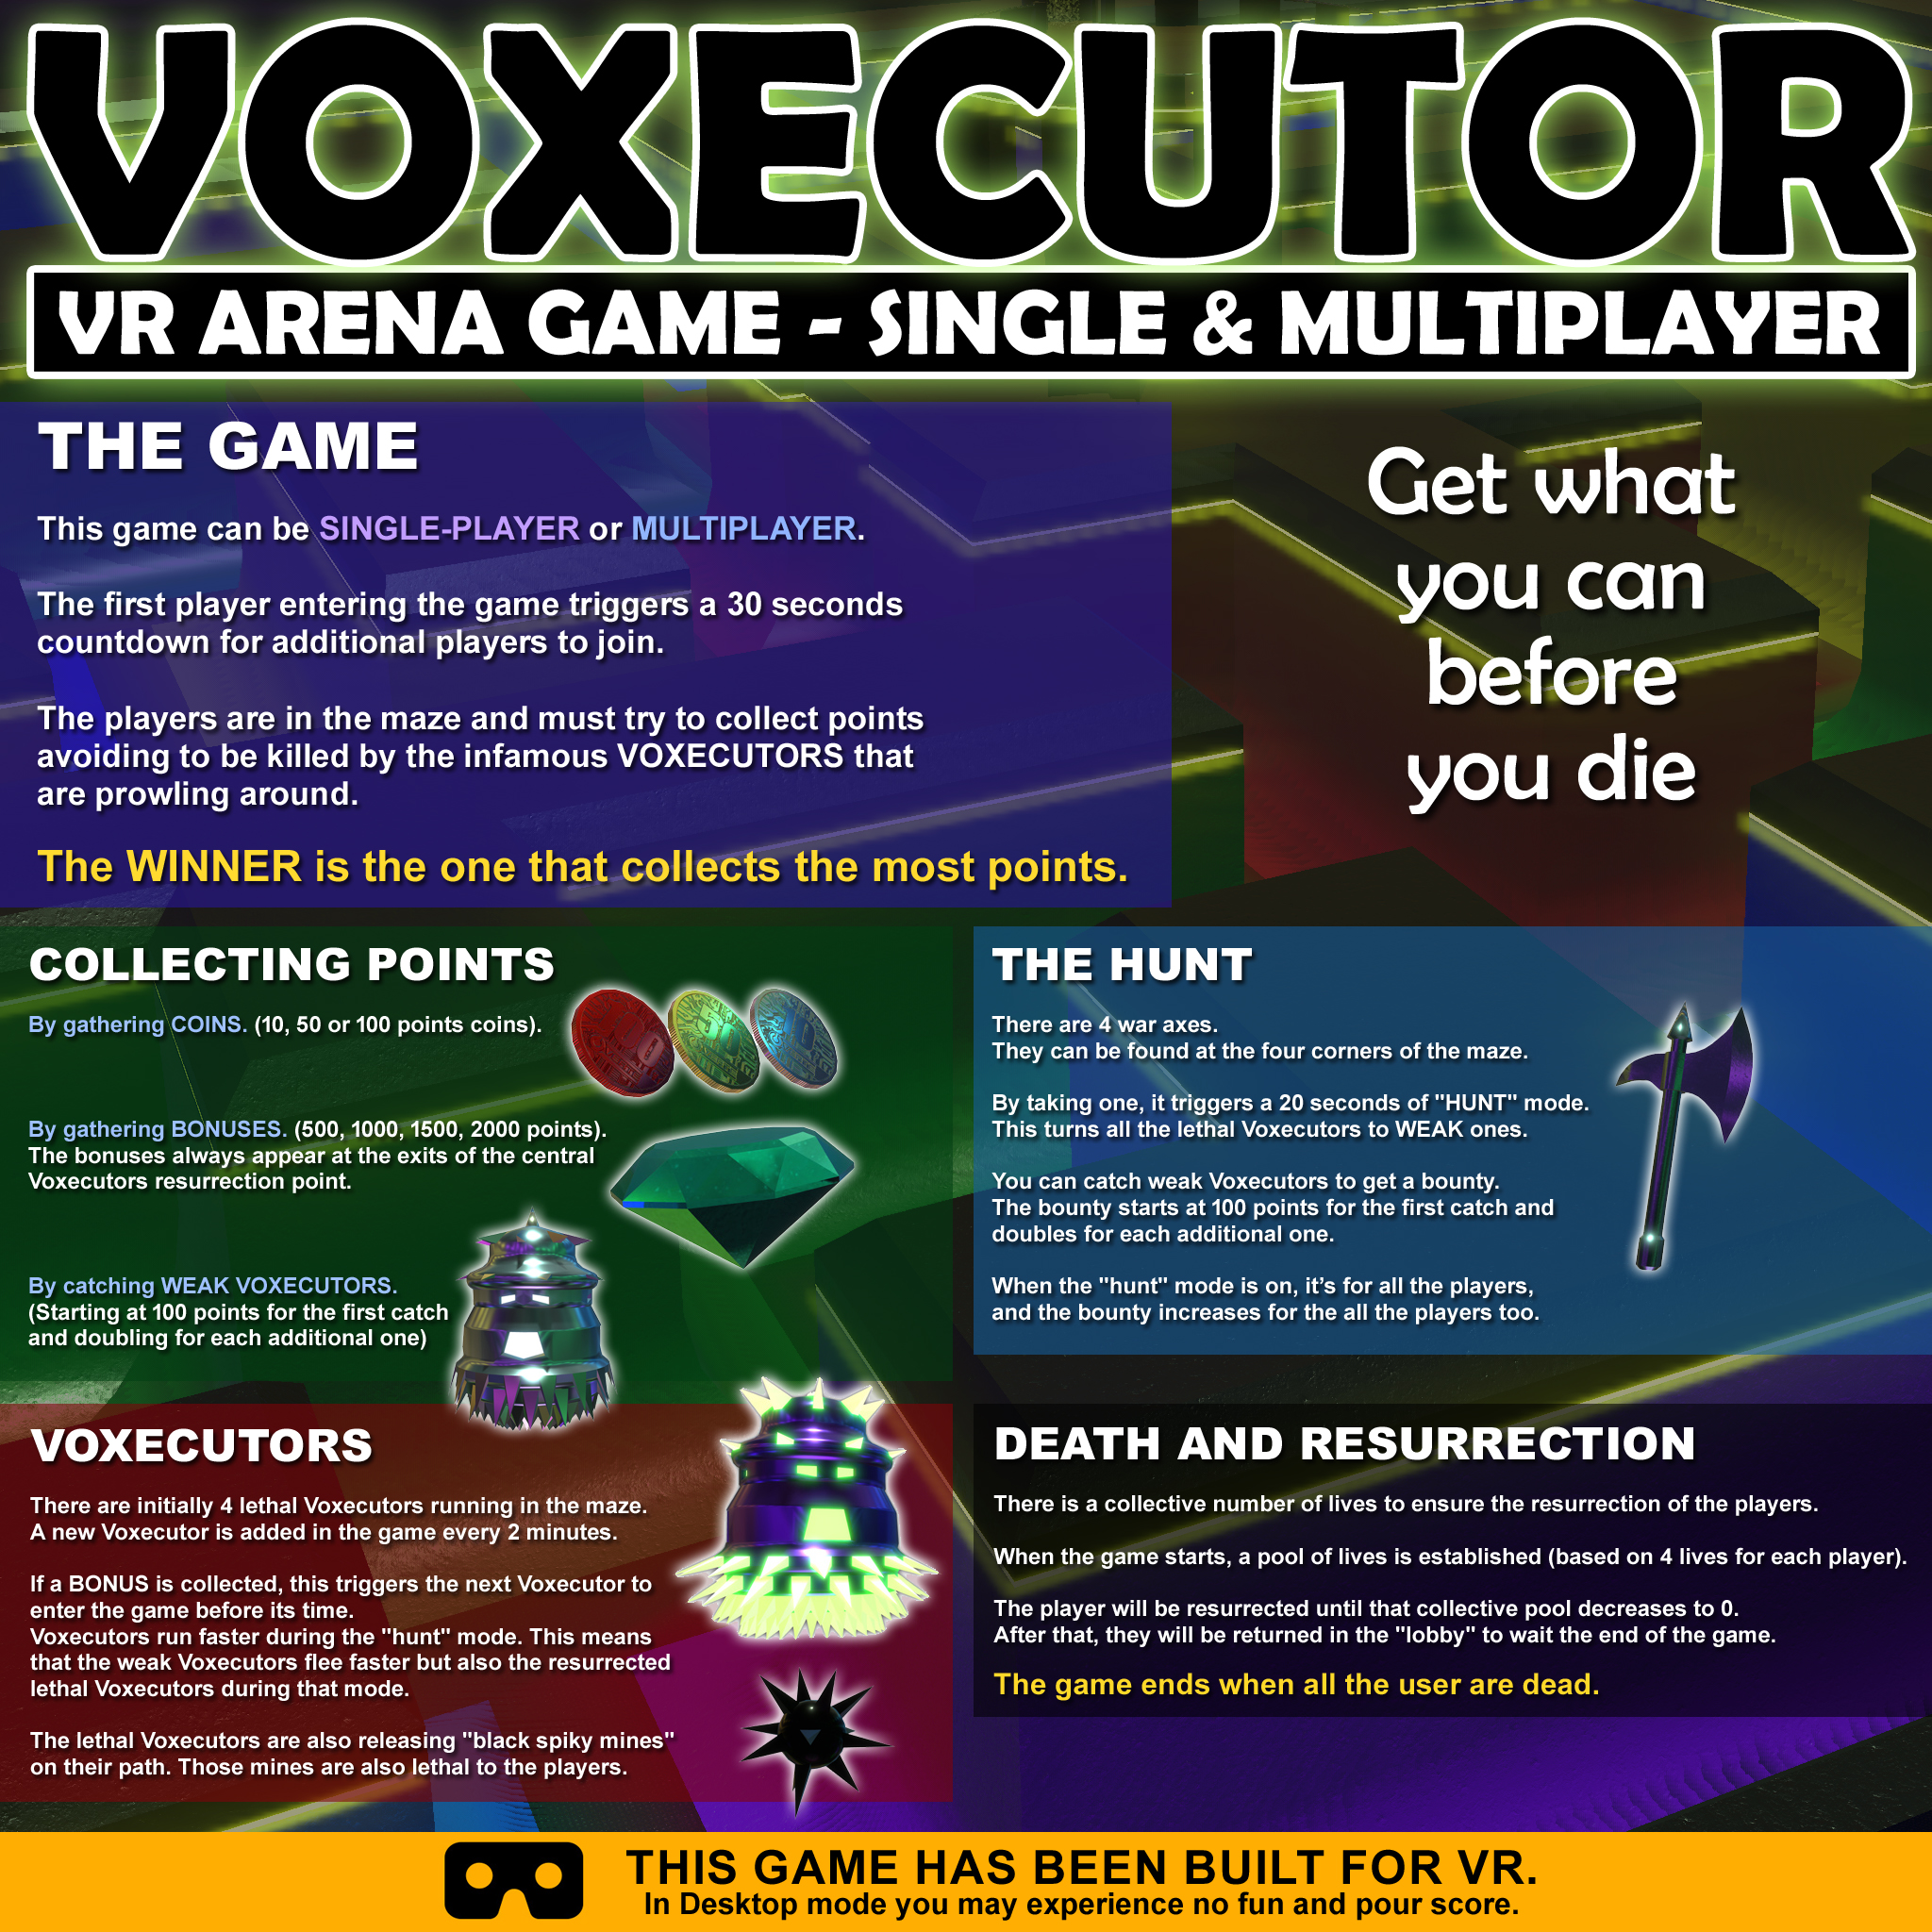 VOXECUTOR
VR ARENA GAME - SINGLE & MULTIPLAYER
THE GAME
This game can be SINGLE-PLAYER or MULTIPLAYER.
The first player entering the game triggers a 30 seconds
countdown for additional players to join.
The players are in the maze and must try to collect points
avoiding to be killed by the infamous VOXECUTORS that
are prowling around.
The WINNER is the one that collects the most points.
Get what
you can
before
you die
COLLECTING POINTS
By gathering COINS. (10, 50 or 100 points coins).
By gathering BONUSES. (500, 1000, 1500, 2000 points).
The bonuses always appear at the exits of the central
Voxecutors resurrection point.
By catching WEAK VOXECUTORS.
(Starting at 100 points for the first catch
and doubling for each additional one)
THE HUNT
There are 4 war axes.
They can be found at the four corners of the maze.
By taking one, it triggers a 20 seconds of "HUNT" mode.
This turns all the lethal Voxecutors to WEAK ones.
You can catch weak Voxecutors to get a bounty.
The bounty starts at 100 points for the first catch and
doubles for each additional one.
When the "hunt" mode is on, it’s for all the players,
and the bounty increases for the all the players too.
VOXECUTORS
There are initially 4 lethal Voxecutors running in the maze.
A new Voxecutor is added in the game every 2 minutes.
If a BONUS is collected, this triggers the next Voxecutor to
enter the game before its time.
Voxecutors run faster during the "hunt" mode. This means
that the weak Voxecutors flee faster but also the resurrected
lethal Voxecutors during that mode.
The lethal Voxecutors are also releasing "black spiky mines"
on their path. Those mines are also lethal to the players.
DEATH AND RESURRECTION
There is a collective number of lives to ensure the resurrection of the players.
When the game starts, a pool of lives is established (based on 4 lives for each player).
The player will be resurrected until that collective pool decreases to 0.
After that, they will be returned in the "lobby" to wait the end of the game.
The game ends when all the user are dead.
THIS GAME HAS BEEN BUILT FOR VR.
In Desktop mode you may experience no fun and pour score.